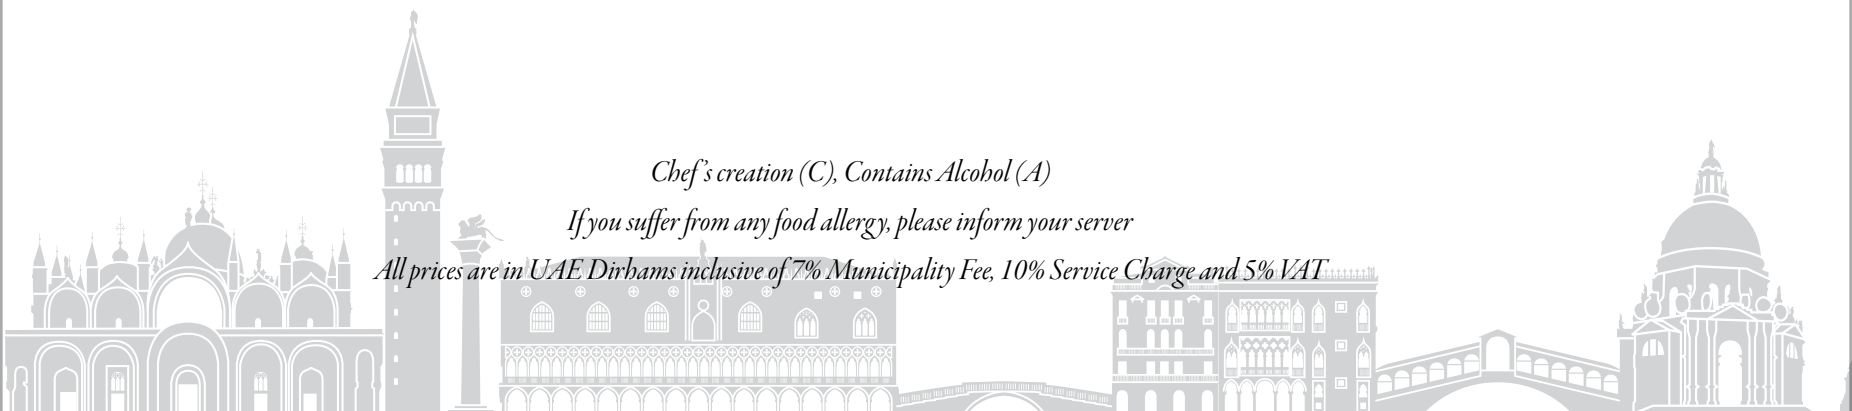 Chef’s creation (C), Contains Alcohol (A)
If you suffer from any food allergy, please inform your server
All prices are in UAE Dirhams inclusive of 7% Municipality Fee, 10% Service Charge and 5% VAT